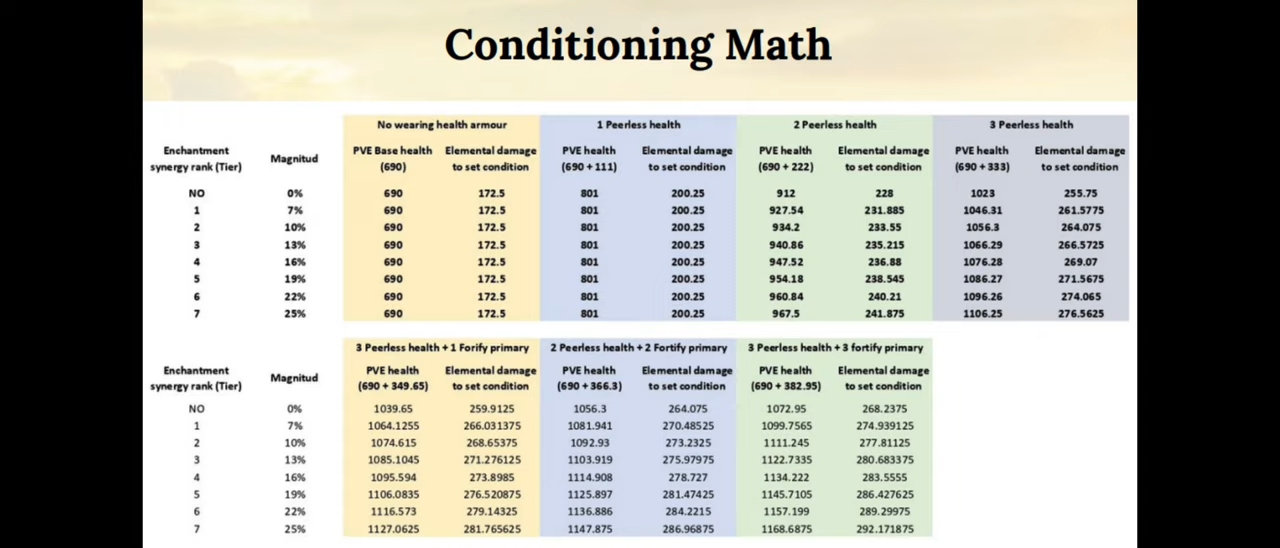 Conditioning Math
No wearing health armour 1 Peerless health 2 Peerless health 3 Peerless health
Enchantment synergy rank (Tier) Magnitud PVE Base health (690) Elemental damage to set condition PVE health (690 + 111) Elemental damage to set condition PVE health (690 + 222) Elemental damage to set condition PVE health (690 + 333) Elemental damage to set condition
NO 0% 690 172.5 801 200.25 912 228 1023 255.75
1 7% 690 172.5 801 200.25 927.54 231.885 1046.31 261.5775
2 10% 690 172.5 801 200.25 934.2 233.55 1056.3 264.075
3 13% 690 172.5 801 200.25 940.86 235.215 1066.29 266.5725
4 16% 690 172.5 801 200.25 947.52 236.88 1076.28 269.07
5 19% 690 172.5 801 200.25 954.18 238.545 1086.27 271.5675
6 22% 690 172.5 801 200.25 960.84 240.21 1096.26 274.065
7 25% 690 172.5 801 200.25 967.5 241.875 1106.25 276.5625
3 Peerless health + 1 Forify primary 2 Peerless health + 2 Fortify primary 3 Peerless health + 3 fortify primary
Enchantment synergy rank (Tier) Magnitud PVE health (690 + 349.65) Elemental damage to set condition PVE health (690 + 366.3) Elemental damage to set condition PVE health (690 + 382.95) Elemental damage to set condition
NO 0% 1039.65 259.9125 1056.3 264.075 1072.95 268.2375
1 7% 1064.1255 266.031375 1081.941 270.48525 1099.7565 274.939125
2 10% 1074.615 268.65375 1092.93 273.2325 1111.245 277.81125
3 13% 1085.1045 271.276125 1103.919 275.97975 1122.7335 280.683375
4 16% 1095.594 273.8985 1114.908 278.727 1134.222 283.5555
5 19% 1106.0835 276.520875 1125.897 281.47425 1145.7105 286.427625
6 22% 1116.573 279.14325 1136.886 284.2215 1157.199 289.29975
7 25% 1127.0625 281.765625 1147.875 286.96875 1168.6875 292.171875